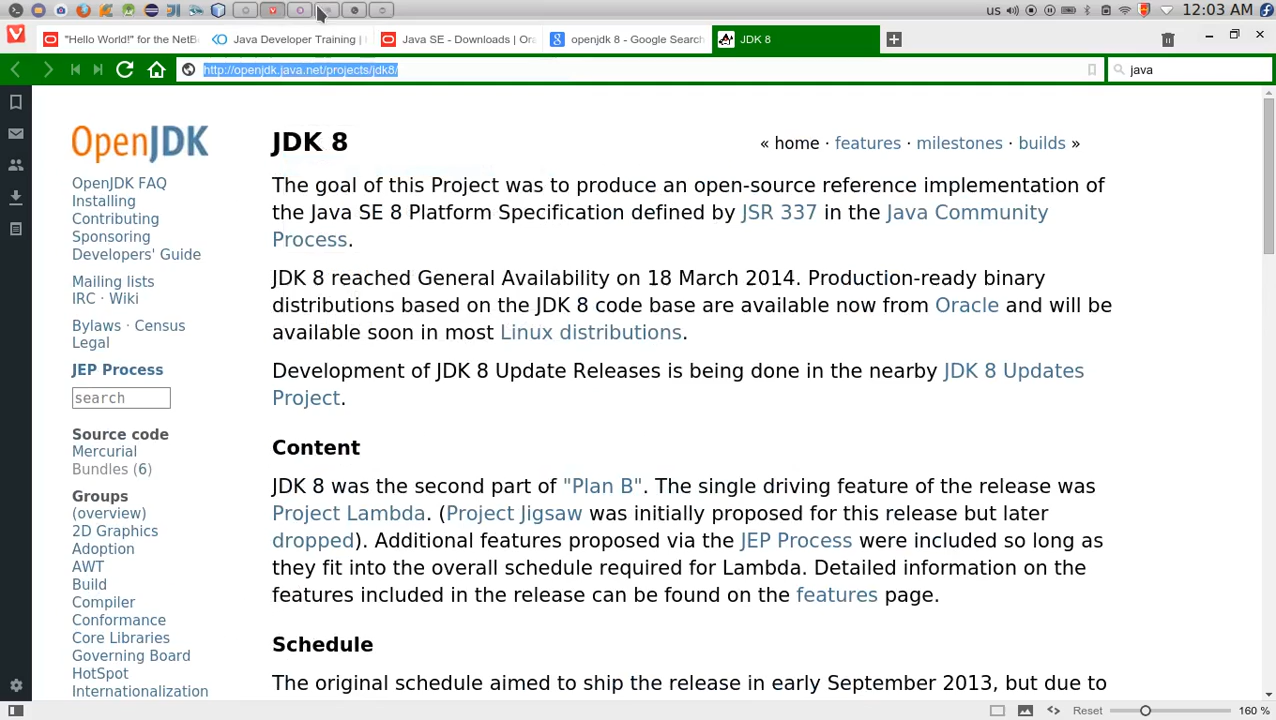 us 12:03 AM
"Hello World!" for the NetB
Java Developer Training |
Java SE - Downloads | Ora
openjdk 8 - Google Search
JDK 8
http://openjdk.java.net/projects/jdk8/
java
OpenJDK
OpenJDK FAQ
Installing
Contributing
Sponsoring
Developers' Guide
Mailing lists
IRC · Wiki
Bylaws · Census
Legal
JEP Process
search
Source code
Mercurial
Bundles (6)
Groups
(overview)
2D Graphics
Adoption
AWT
Build
Compiler
Conformance
Core Libraries
Governing Board
HotSpot
Internationalization
JDK 8
« home · features · milestones · builds »
The goal of this Project was to produce an open-source reference implementation of
the Java SE 8 Platform Specification defined by JSR 337 in the Java Community
Process.
JDK 8 reached General Availability on 18 March 2014. Production-ready binary
distributions based on the JDK 8 code base are available now from Oracle and will be
available soon in most Linux distributions.
Development of JDK 8 Update Releases is being done in the nearby JDK 8 Updates
Project.
Content
JDK 8 was the second part of "Plan B". The single driving feature of the release was
Project Lambda. (Project Jigsaw was initially proposed for this release but later
dropped). Additional features proposed via the JEP Process were included so long as
they fit into the overall schedule required for Lambda. Detailed information on the
features included in the release can be found on the features page.
Schedule
The original schedule aimed to ship the release in early September 2013, but due to
Reset 160 %